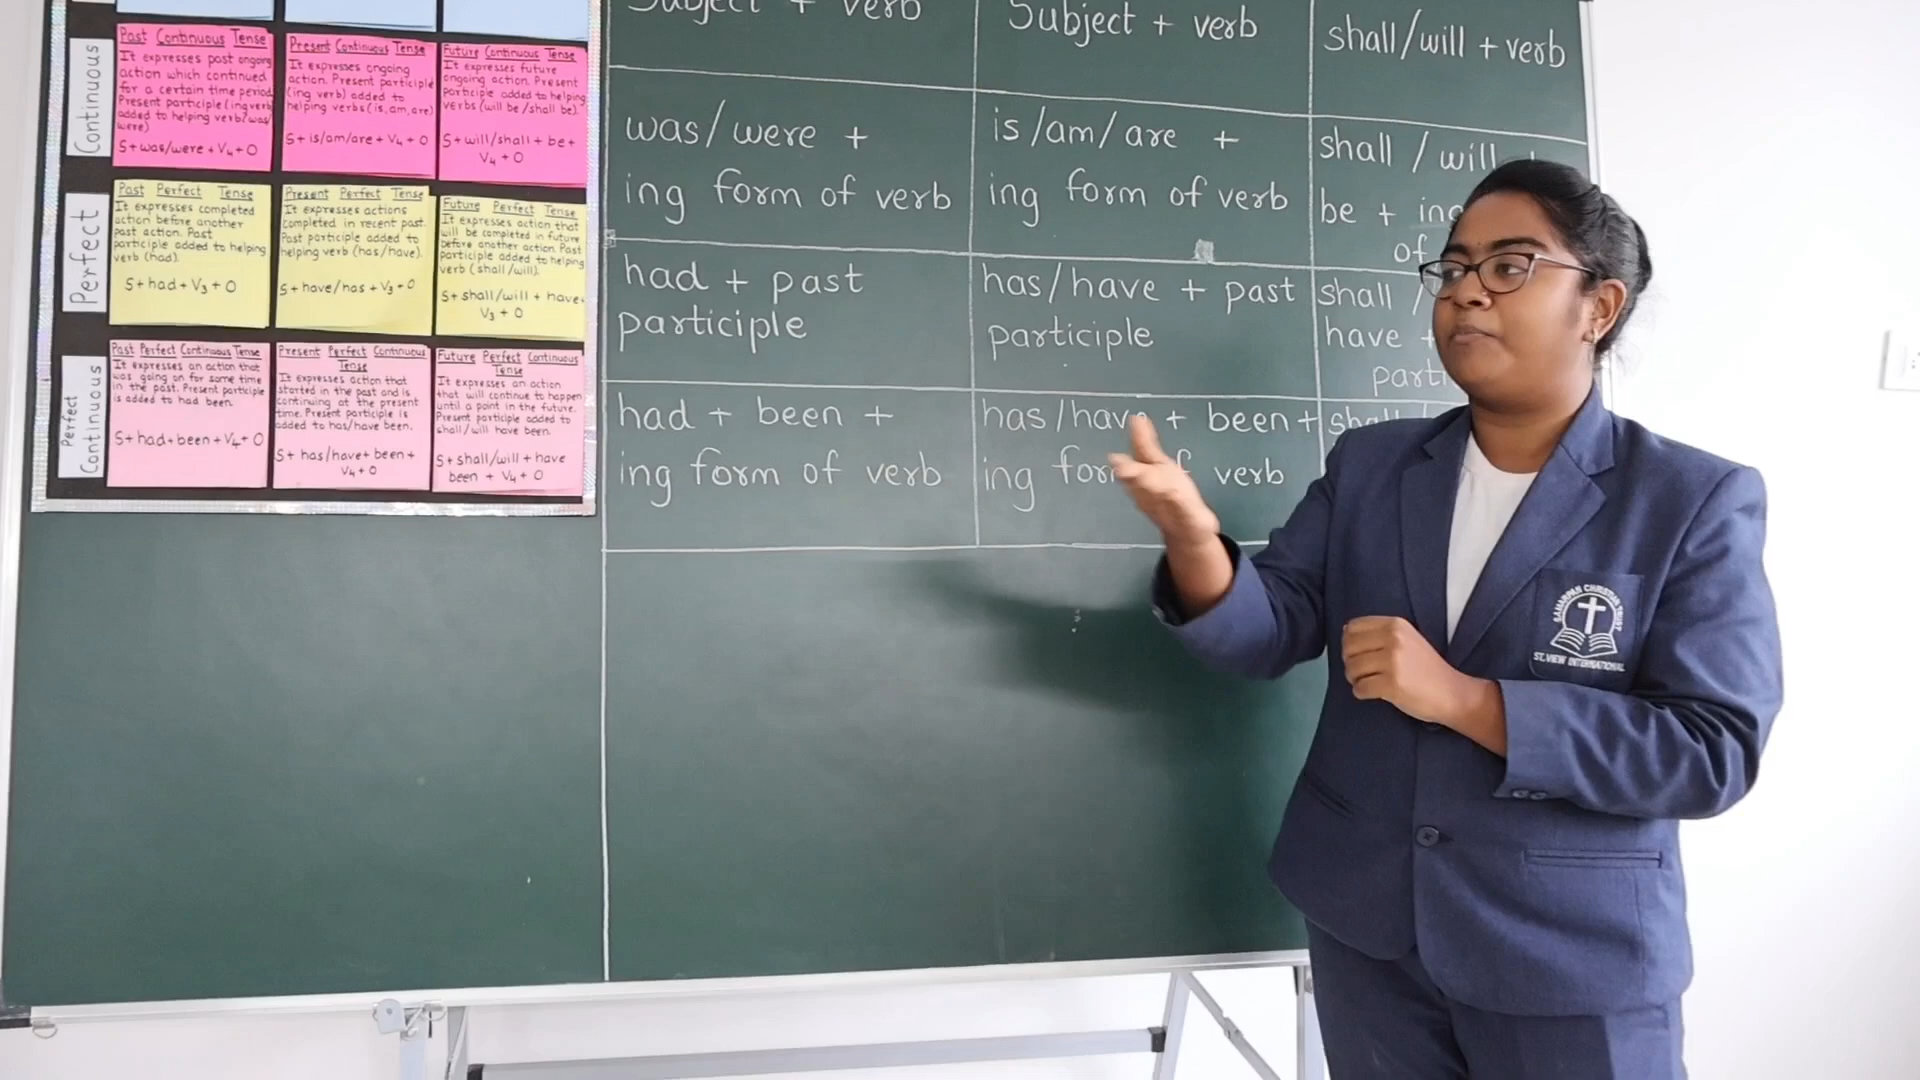 Continuous
Past Continuous Tense
It expresses past ongoing
action which continued
for a certain time period
Present participle (ing verb
added to helping verb(was/
were)
S+was/were + V4 + O
Present Continuous Tense
It expresses ongoing
action. Present participle
(ing verb) added to
helping verbs (is, am, are)
S+ is/am/are + V4 + O
Future Continuous Tense
It expresses future
ongoing action. Present
participle added to helping
verbs (will be /shall be).
S+will/shall + be+
V4 + O
Perfect
Past Perfect Tense
It expresses completed
action before another
past action. Past
participle added to helping
verb (had).
S+ had + V3 + O
Present Perfect Tense
It expresses actions
completed in recent past.
Past participle added to
helping verb (has/have).
S+ have/has + V3 + O
Future Perfect Tense
It expresses action that
will be completed in future
before another action. Past
participle added to helping
verb (shall/will).
S+ shall/will + have+
V3 + O
Perfect
Continuous
Past Perfect Continuous Tense
It expresses an action that
was going on for some time
in the past. Present participle
is added to had been.
S+had+been+V4+O
Present Perfect Continuous
Tense
It expresses action that
started in the past and is
continuing at the present
time. Present participle is
added to has/have been.
S+ has/have+ been +
V4 + O
Future Perfect Continuous
Tense
It expresses an action
that will continue to happen
until a point in the future.
Present participle added to
shall/will have been.
S+shall/will + have
been + V4 + O
Subject + verb
Subject + verb
shall/will + verb
was/were +
ing form of verb
is/am/are +
ing form of verb
shall / will
be +
of
had + past
participle
has/have + past
participle
shall /
have +
had + been +
ing form of verb
has/have + been +
ing verb
SAMARPAN CHRISTIAN TRUST
ST. VIEW INTERNATIONAL